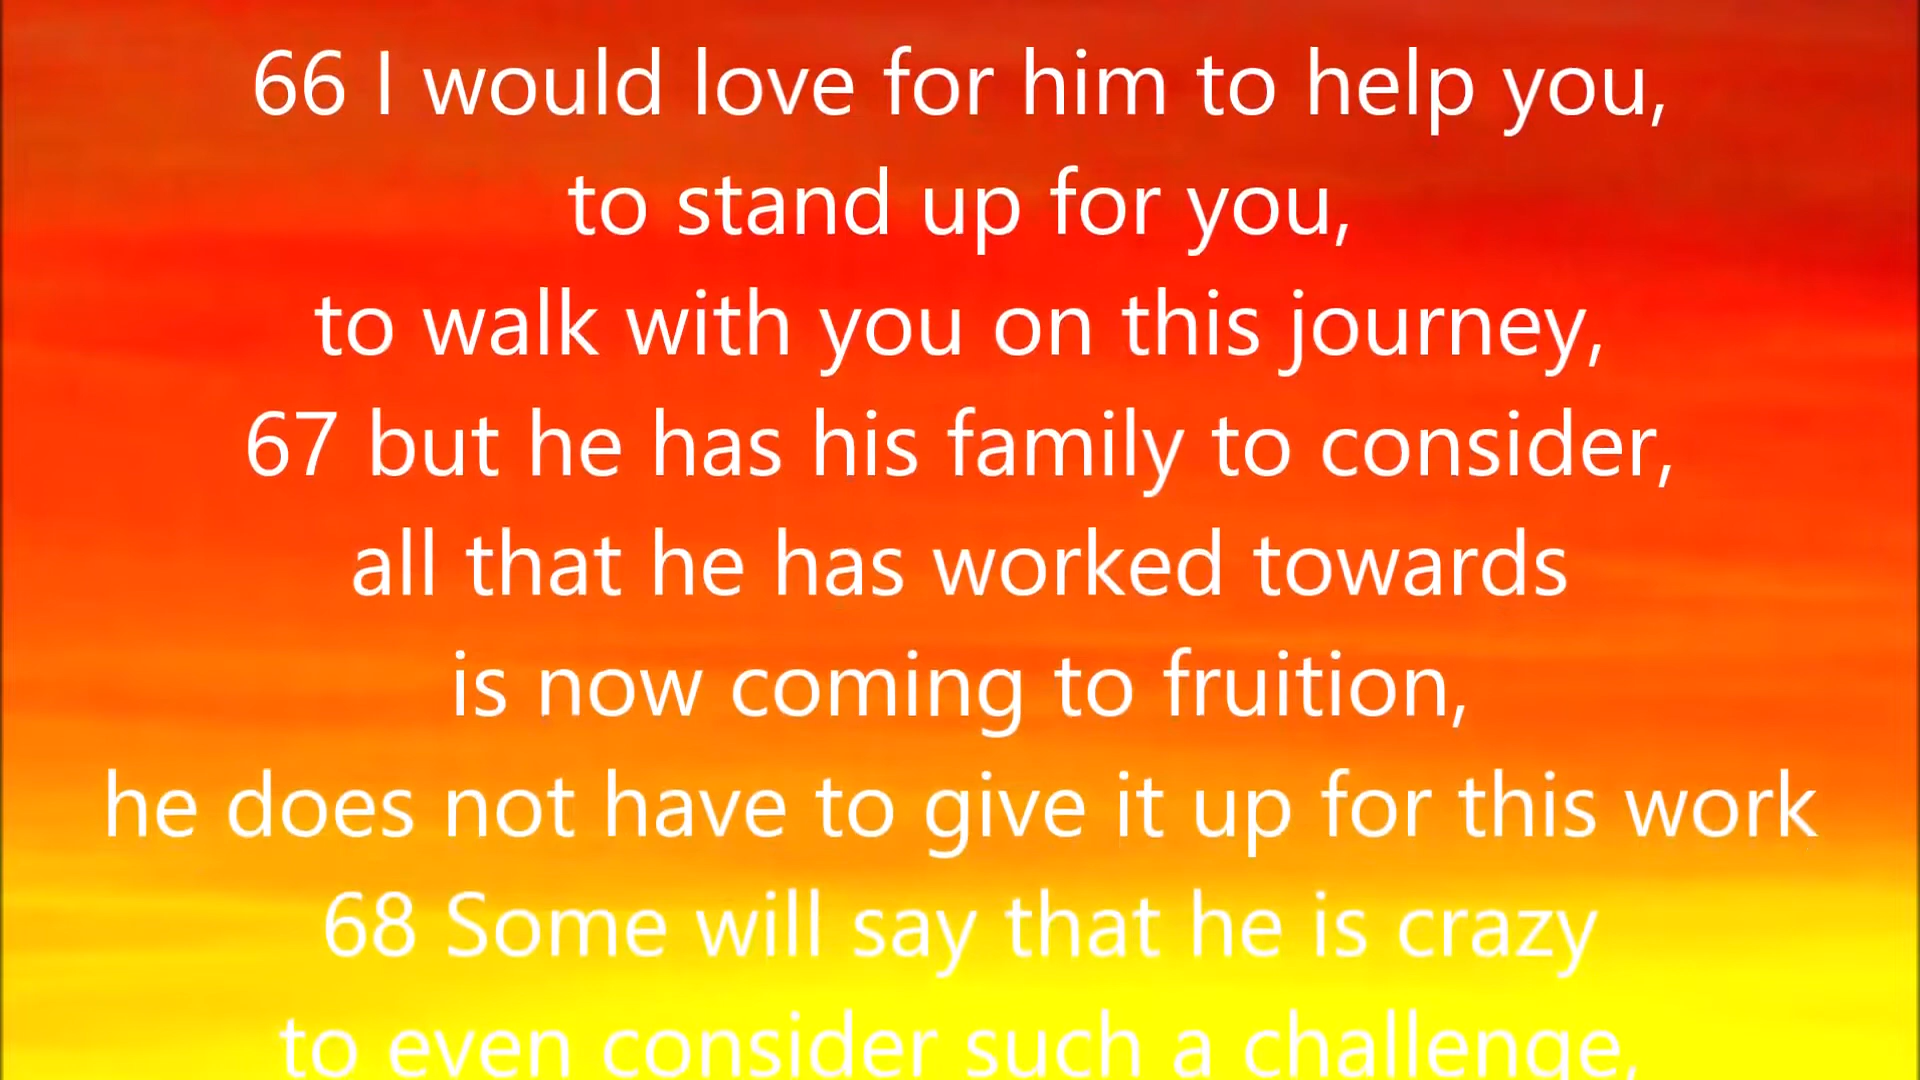 66 I would love for him to help you,
to stand up for you,
to walk with you on this journey,
67 but he has his family to consider,
all that he has worked towards
is now coming to fruition,
he does not have to give it up for this work
68 Some will say that he is crazy
to even consider such a challenge,